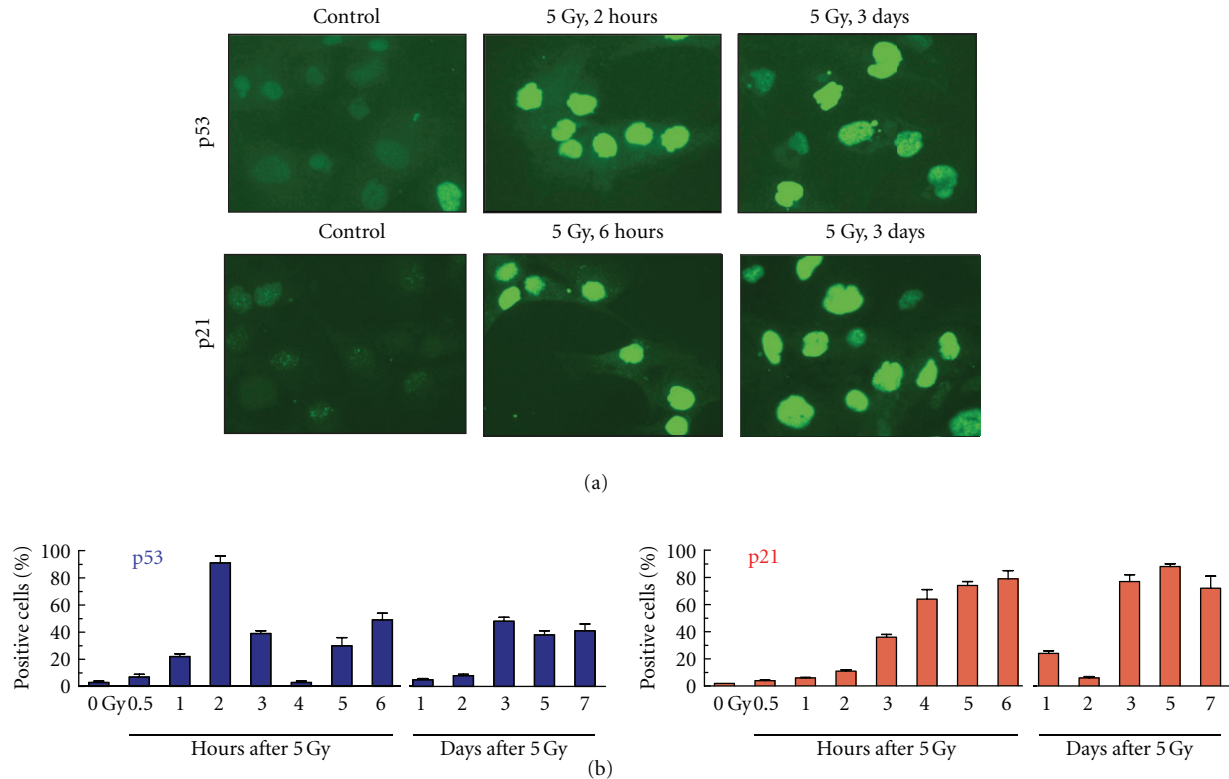 Control 5 Gy, 2 hours 5 Gy, 3 days
p53
Control 5 Gy, 6 hours 5 Gy, 3 days
p21
(a)
Positive cells (%)
100
80
60
40
20
0
p53
0 Gy 0.5 1 2 3 4 5 6 1 2 3 5 7
Hours after 5 Gy Days after 5 Gy
Positive cells (%)
100
80
60
40
20
0
p21
0 Gy 0.5 1 2 3 4 5 6 1 2 3 5 7
Hours after 5 Gy Days after 5 Gy
(b)